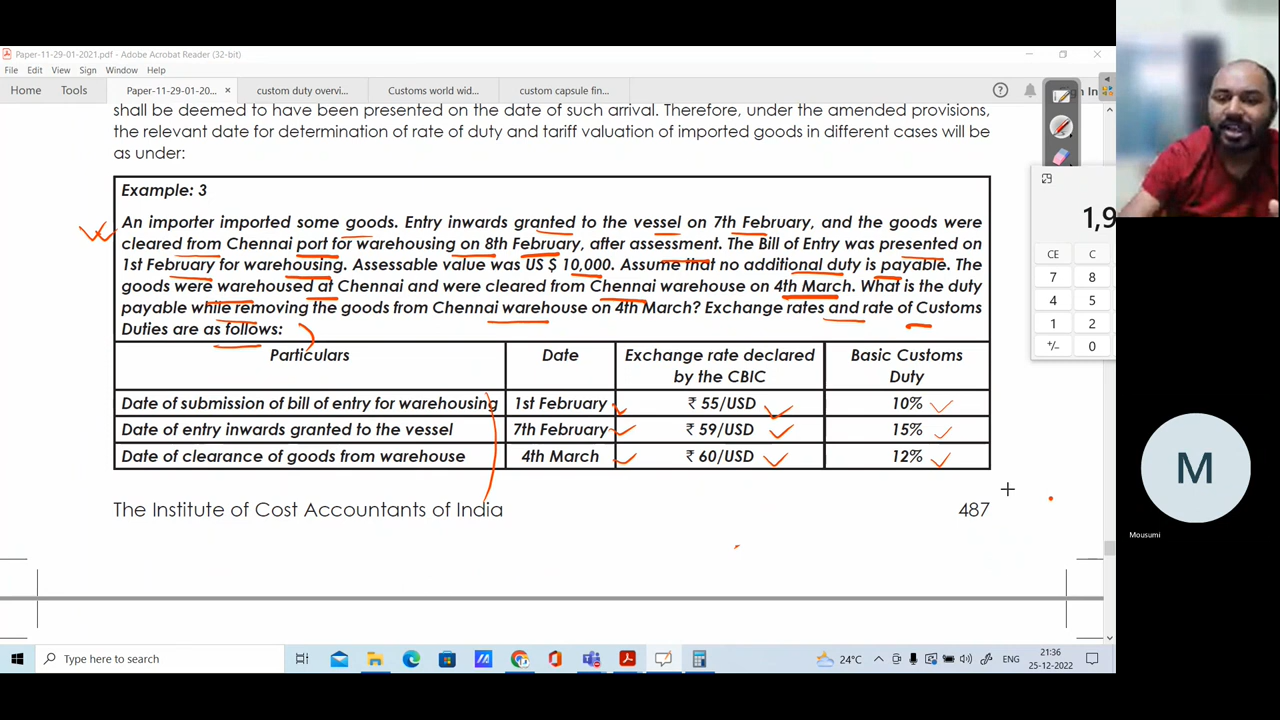 Paper-11-29-01-2021.pdf - Adobe Acrobat Reader (32-bit)
File Edit View Sign Window Help
Home Tools Paper-11-29-01-20... × custom duty overvi... Customs world wid... custom capsule fin... In
shall be deemed to have been presented on the date of such arrival. Therefore, under the amended provisions,
the relevant date for determination of rate of duty and tariff valuation of imported goods in different cases will be
as under:
Example: 3
An importer imported some goods. Entry inwards granted to the vessel on 7th February, and the goods were
cleared from Chennai port for warehousing on 8th February, after assessment. The Bill of Entry was presented on
1st February for warehousing. Assessable value was US $ 10,000. Assume that no additional duty is payable. The
goods were warehoused at Chennai and were cleared from Chennai warehouse on 4th March. What is the duty
payable while removing the goods from Chennai warehouse on 4th March? Exchange rates and rate of Customs
Duties are as follows:
Particulars Date Exchange rate declared by the CBIC Basic Customs Duty
Date of submission of bill of entry for warehousing 1st February ₹ 55/USD 10%
Date of entry inwards granted to the vessel 7th February ₹ 59/USD 15%
Date of clearance of goods from warehouse 4th March ₹ 60/USD 12%
The Institute of Cost Accountants of India 487
1,9
CE C
7 8
4 5
1 2
+/- 0
M
Mousumi
Type here to search
24°C ENG 21:36
25-12-2022